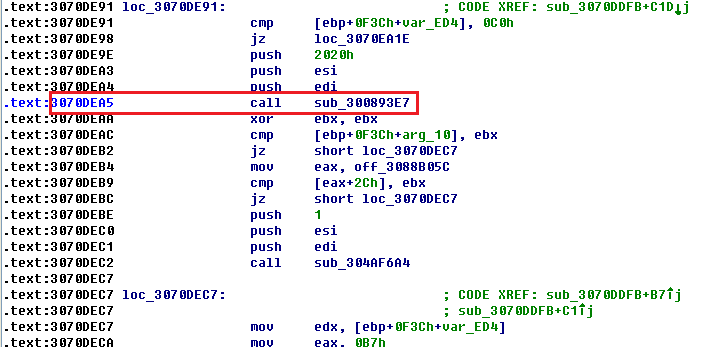 .text:3070DE91 loc_3070DE91: ; CODE XREF: sub_3070DDFB+C1D↓j
.text:3070DE91 cmp [ebp+0F3Ch+var_ED4], 0C0h
.text:3070DE98 jz loc_3070EA1E
.text:3070DE9E push 2020h
.text:3070DEA3 push esi
.text:3070DEA4 push edi
.text:3070DEA5 call sub_300893E7
.text:3070DEAA xor ebx, ebx
.text:3070DEAC cmp [ebp+0F3Ch+arg_10], ebx
.text:3070DEB2 jz short loc_3070DEC7
.text:3070DEB4 mov eax, off_3088B05C
.text:3070DEB9 cmp [eax+2Ch], ebx
.text:3070DEBC jz short loc_3070DEC7
.text:3070DEBE push 1
.text:3070DEC0 push esi
.text:3070DEC1 push edi
.text:3070DEC2 call sub_304AF6A4
.text:3070DEC7
.text:3070DEC7 loc_3070DEC7: ; CODE XREF: sub_3070DDFB+B7↑j
.text:3070DEC7 ; sub_3070DDFB+C1↑j
.text:3070DEC7 mov edx, [ebp+0F3Ch+var_ED4]
.text:3070DECA mov eax, 0B7h